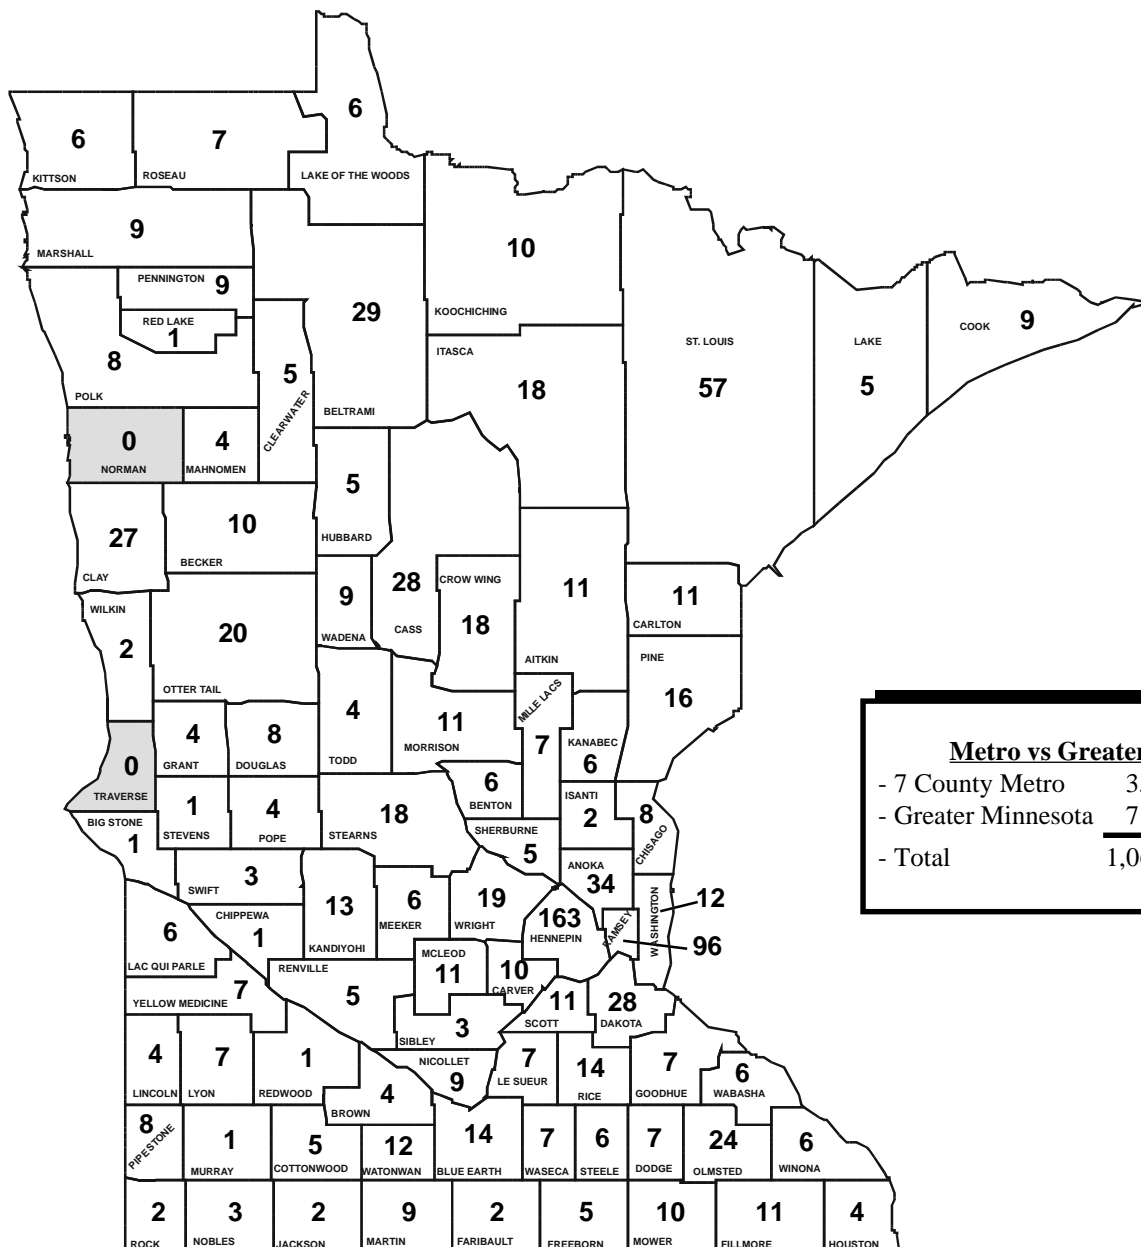 6
KITTSON
7
ROSEAU
6
LAKE OF THE WOODS
9
MARSHALL
PENNINGTON
9
RED LAKE
1
8
POLK
5
CLEARWATER
29
BELTRAMI
10
KOOCHICHING
ITASCA
18
ST. LOUIS
57
LAKE
5
COOK
9
0
NORMAN
4
MAHNOMEN
5
HUBBARD
27
CLAY
10
BECKER
28
CASS
CROW WING
18
9
WADENA
11
AITKIN
11
CARLTON
WILKIN
2
20
OTTER TAIL
PINE
16
4
TODD
11
MORRISON
MILLE LACS
7
KANABEC
6
4
GRANT
8
DOUGLAS
0
TRAVERSE
Metro vs Greater
- 7 County Metro
- Greater Minnesota
- Total
BIG STONE
1
1
STEVENS
4
POPE
18
STEARNS
6
BENTON
SHERBURNE
5
ISANTI
2
8
CHISAGO
3
SWIFT
13
KANDIYOHI
6
MEEKER
19
WRIGHT
ANOKA
34
163
HENNEPIN
RAMSEY
96
WASHINGTON
12
6
LAC QUI PARLE
CHIPPEWA
1
RENVILLE
5
MCLEOD
11
10
CARVER
7
YELLOW MEDICINE
3
SIBLEY
11
SCOTT
28
DAKOTA
4
LINCOLN
7
LYON
1
REDWOOD
NICOLLET
9
7
LE SUEUR
14
RICE
7
GOODHUE
6
WABASHA
4
BROWN
8
PIPESTONE
1
MURRAY
5
COTTONWOOD
12
WATONWAN
14
BLUE EARTH
7
WASECA
6
STEELE
7
DODGE
24
OLMSTED
6
WINONA
2
ROCK
3
NOBLES
2
JACKSON
9
MARTIN
2
FARIBAULT
5
FREEBORN
10
MOWER
11
FILLMORE
4
HOUSTON